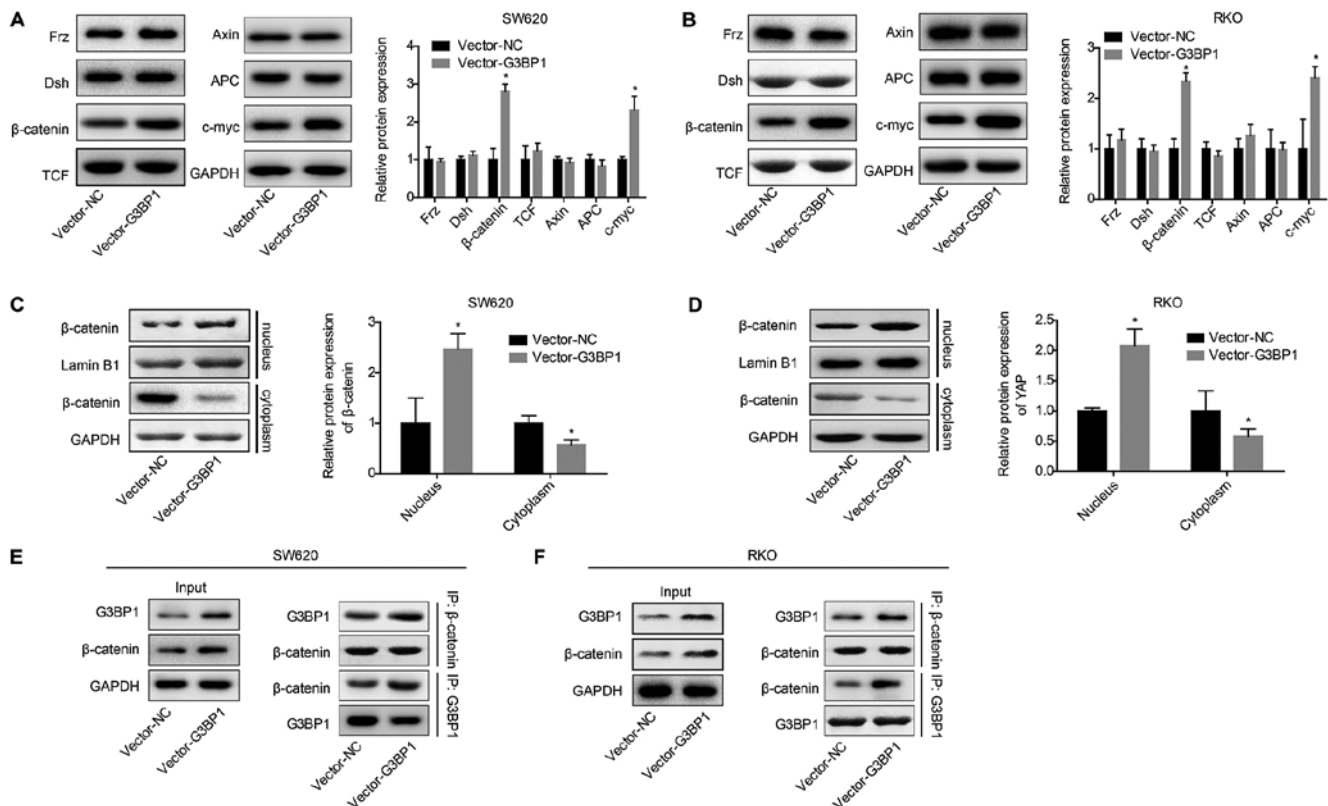 A
Frz
Dsh
β-catenin
TCF
Vector-NC
Vector-G3BP1
Axin
APC
c-myc
GAPDH
Vector-NC
Vector-G3BP1
SW620
Relative protein expression
4
3
2
1
0
Vector-NC
Vector-G3BP1
*
*
Frz
Dsh
β-catenin
TCF
Axin
APC
c-myc
B
Frz
Dsh
β-catenin
TCF
Vector-NC
Vector-G3BP1
Axin
APC
c-myc
GAPDH
Vector-NC
Vector-G3BP1
RKO
Relative protein expression
3
2
1
0
Vector-NC
Vector-G3BP1
*
*
Frz
Dsh
β-catenin
TCF
Axin
APC
c-myc
C
β-catenin
Lamin B1
β-catenin
GAPDH
nucleus
cytoplasm
Vector-NC
Vector-G3BP1
SW620
Relative protein expression
of β-catenin
3
2
1
0
*
*
Vector-NC
Vector-G3BP1
Nucleus
Cytoplasm
D
β-catenin
Lamin B1
β-catenin
GAPDH
nucleus
cytoplasm
Vector-NC
Vector-G3BP1
RKO
Relative protein expression
of YAP
2.5
2.0
1.5
1.0
0.5
0.0
*
*
Vector-NC
Vector-G3BP1
Nucleus
Cytoplasm
E
SW620
Input
G3BP1
β-catenin
GAPDH
Vector-NC
Vector-G3BP1
G3BP1
β-catenin
β-catenin
G3BP1
IP: β-catenin
IP: G3BP1
Vector-NC
Vector-G3BP1
F
RKO
Input
G3BP1
β-catenin
GAPDH
Vector-NC
Vector-G3BP1
G3BP1
β-catenin
β-catenin
G3BP1
IP: β-catenin
IP: G3BP1
Vector-NC
Vector-G3BP1